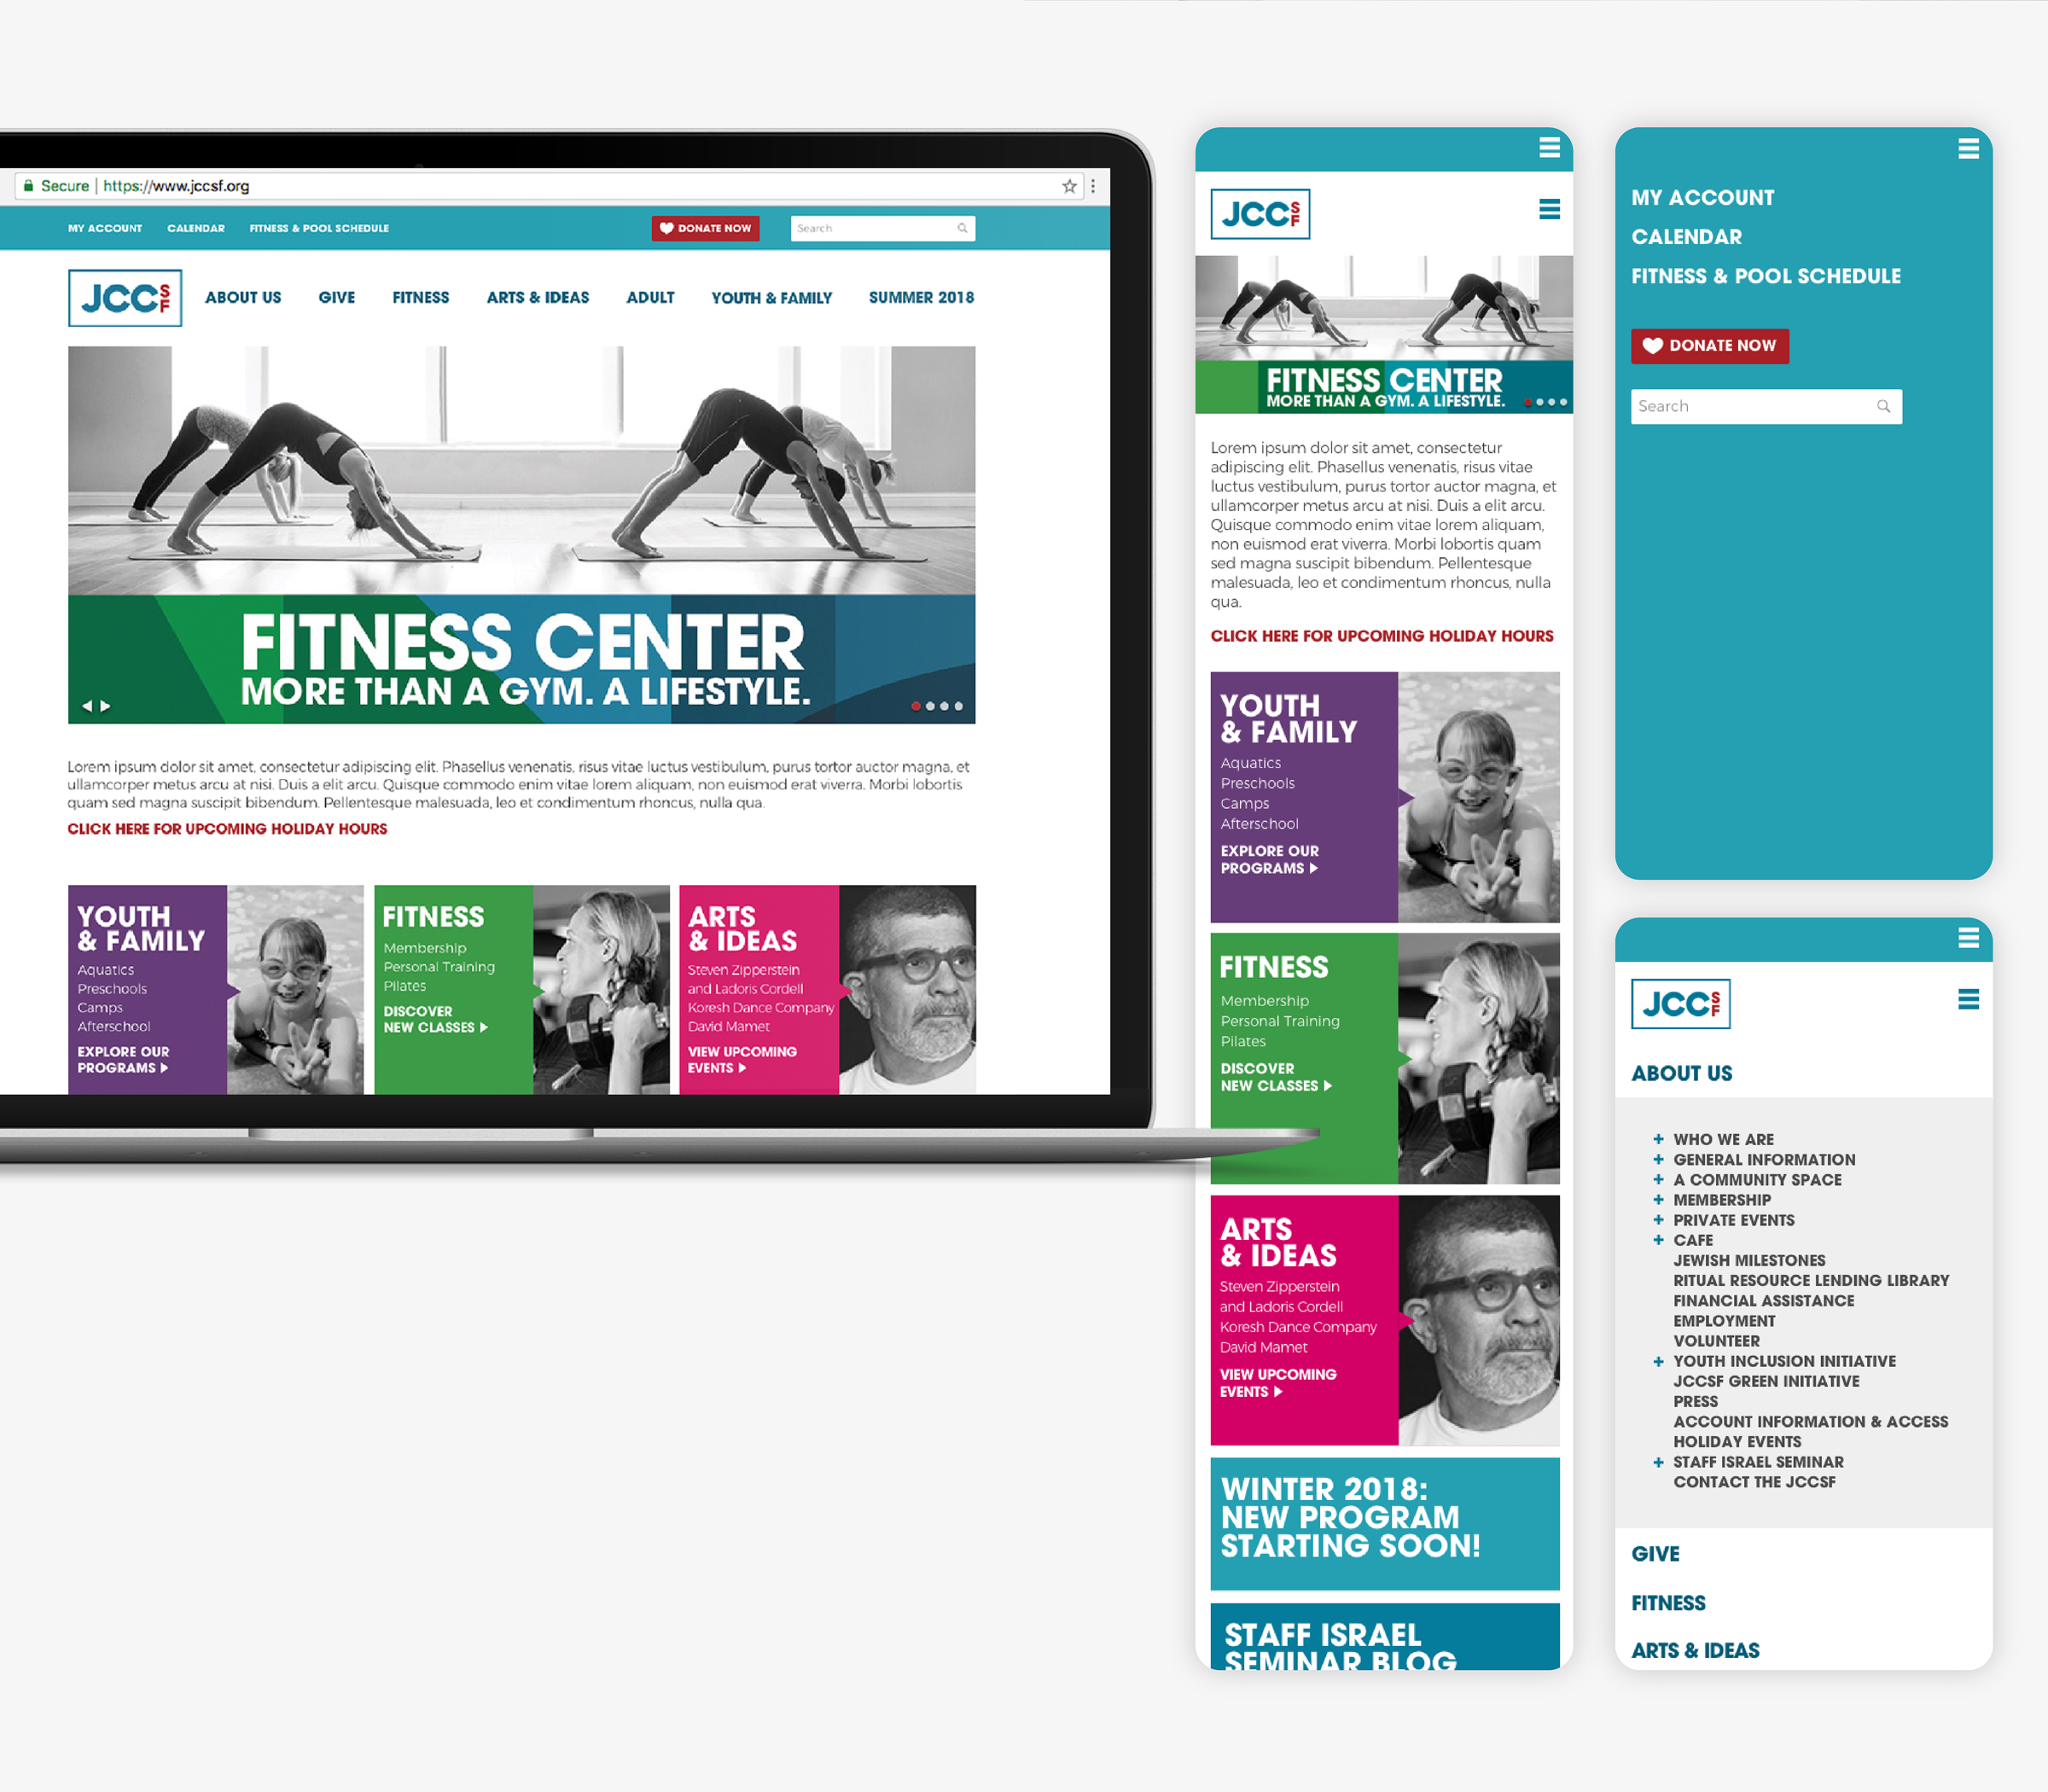 Secure | https://www.jccsf.org
MY ACCOUNT CALENDAR FITNESS & POOL SCHEDULE DONATE NOW Search
JCCSF ABOUT US GIVE FITNESS ARTS & IDEAS ADULT YOUTH & FAMILY SUMMER 2018
FITNESS CENTER
MORE THAN A GYM. A LIFESTYLE.
Lorem ipsum dolor sit amet, consectetur adipiscing elit. Phasellus venenatis, risus vitae luctus vestibulum, purus tortor auctor magna, et
ullamcorper metus arcu at nisi. Duis a elit arcu. Quisque commodo enim vitae lorem aliquam, non euismod erat viverra. Morbi lobortis
quam sed magna suscipit bibendum. Pellentesque malesuada, leo et condimentum rhoncus, nulla qua.
CLICK HERE FOR UPCOMING HOLIDAY HOURS
YOUTH
& FAMILY
Aquatics
Preschools
Camps
Afterschool
EXPLORE OUR
PROGRAMS
FITNESS
Membership
Personal Training
Pilates
DISCOVER
NEW CLASSES
ARTS
& IDEAS
Steven Zipperstein
and Ladoris Cordell
Koresh Dance Company
David Mamet
VIEW UPCOMING
EVENTS
JCCSF
FITNESS CENTER
MORE THAN A GYM. A LIFESTYLE.
Lorem ipsum dolor sit amet, consectetur
adipiscing elit. Phasellus venenatis, risus vitae
luctus vestibulum, purus tortor auctor magna, et
ullamcorper metus arcu at nisi. Duis a elit arcu.
Quisque commodo enim vitae lorem aliquam,
non euismod erat viverra. Morbi lobortis quam
sed magna suscipit bibendum. Pellentesque
malesuada, leo et condimentum rhoncus, nulla
qua.
CLICK HERE FOR UPCOMING HOLIDAY HOURS
YOUTH
& FAMILY
Aquatics
Preschools
Camps
Afterschool
EXPLORE OUR
PROGRAMS
FITNESS
Membership
Personal Training
Pilates
DISCOVER
NEW CLASSES
ARTS
& IDEAS
Steven Zipperstein
and Ladoris Cordell
Koresh Dance Company
David Mamet
VIEW UPCOMING
EVENTS
WINTER 2018:
NEW PROGRAM
STARTING SOON!
STAFF ISRAEL
SEMINAR BLOG
MY ACCOUNT
CALENDAR
FITNESS & POOL SCHEDULE
DONATE NOW
Search
JCCSF
ABOUT US
+ WHO WE ARE
+ GENERAL INFORMATION
+ A COMMUNITY SPACE
+ MEMBERSHIP
+ PRIVATE EVENTS
+ CAFE
JEWISH MILESTONES
RITUAL RESOURCE LENDING LIBRARY
FINANCIAL ASSISTANCE
EMPLOYMENT
VOLUNTEER
+ YOUTH INCLUSION INITIATIVE
JCCSF GREEN INITIATIVE
PRESS
ACCOUNT INFORMATION & ACCESS
HOLIDAY EVENTS
+ STAFF ISRAEL SEMINAR
CONTACT THE JCCSF
GIVE
FITNESS
ARTS & IDEAS